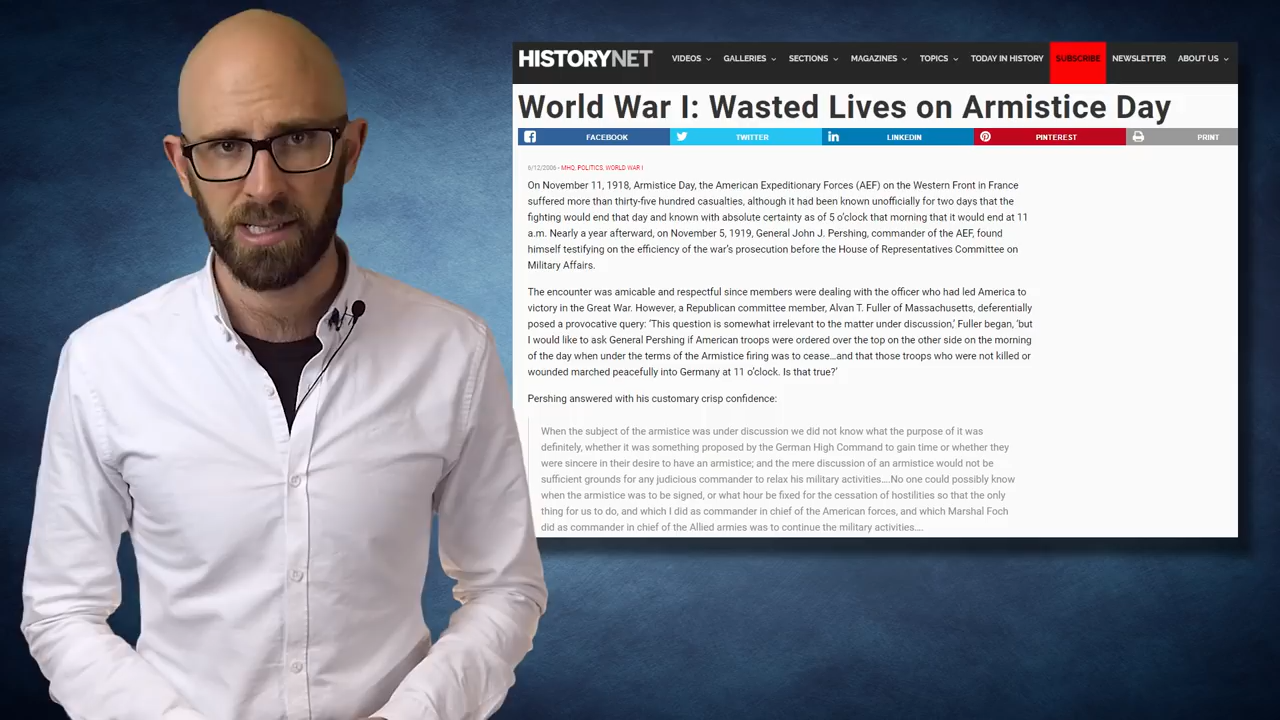 HISTORYNET VIDEOS GALLERIES SECTIONS MAGAZINES TOPICS TODAY IN HISTORY SUBSCRIBE NEWSLETTER ABOUT US
World War I: Wasted Lives on Armistice Day
FACEBOOK TWITTER LINKEDIN PINTEREST PRINT
6/12/2006 • MHQ, POLITICS, WORLD WAR I
On November 11, 1918, Armistice Day, the American Expeditionary Forces (AEF) on the Western Front in France
suffered more than thirty-five hundred casualties, although it had been known unofficially for two days that the
fighting would end that day and known with absolute certainty as of 5 o'clock that morning that it would end at 11
a.m. Nearly a year afterward, on November 5, 1919, General John J. Pershing, commander of the AEF, found
himself testifying on the efficiency of the war's prosecution before the House of Representatives Committee on
Military Affairs.
The encounter was amicable and respectful since members were dealing with the officer who had led America to
victory in the Great War. However, a Republican committee member, Alvan T. Fuller of Massachusetts, deferentially
posed a provocative query: 'This question is somewhat irrelevant to the matter under discussion,' Fuller began, 'but
I would like to ask General Pershing if American troops were ordered over the top on the other side on the morning
of the day when under the terms of the Armistice firing was to cease…and that those troops who were not killed or
wounded marched peacefully into Germany at 11 o'clock. Is that true?'
Pershing answered with his customary crisp confidence:
When the subject of the armistice was under discussion we did not know what the purpose of it was
definitely, whether it was something proposed by the German High Command to gain time or whether they
were sincere in their desire to have an armistice; and the mere discussion of an armistice would not be
sufficient grounds for any judicious commander to relax his military activities….No one could possibly know
when the armistice was to be signed, or what hour be fixed for the cessation of hostilities so that the only
thing for us to do, and which I did as commander in chief of the American forces, and which Marshal Foch
did as commander in chief of the Allied armies was to continue the military activities….